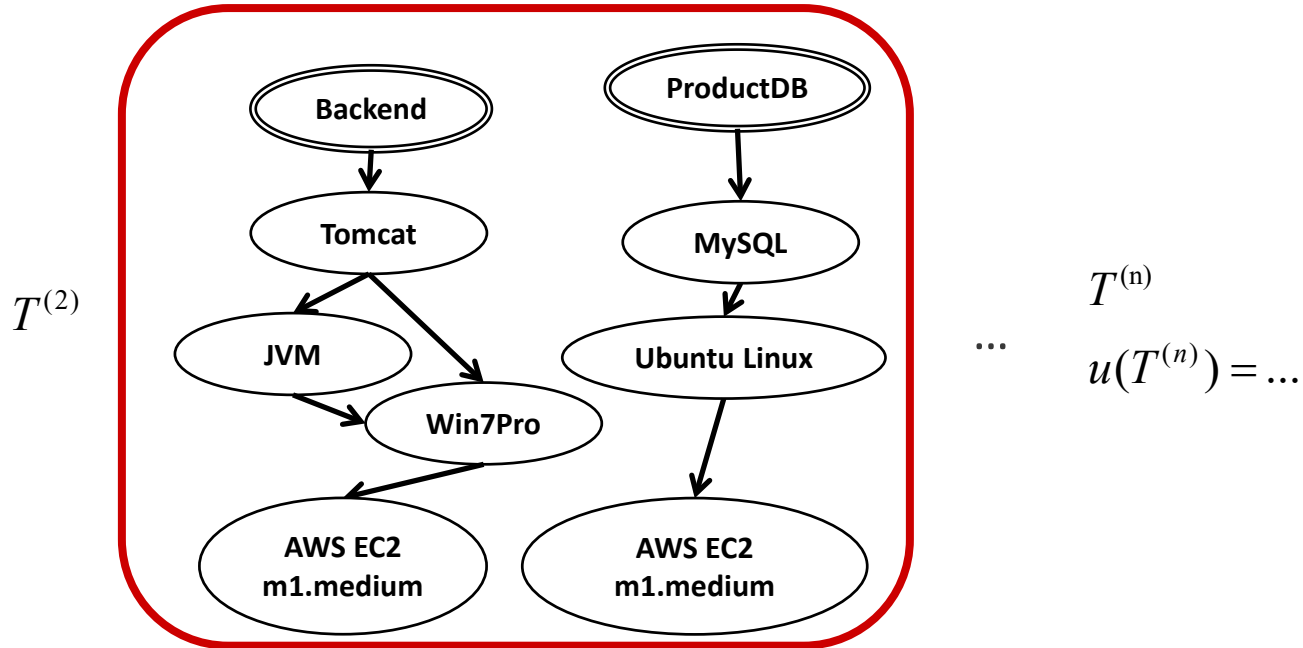 T^(2)
Backend
Tomcat
JVM
Win7Pro
AWS EC2
m1.medium
ProductDB
MySQL
Ubuntu Linux
AWS EC2
m1.medium
...
T^(n)
u(T^(n)) = ...